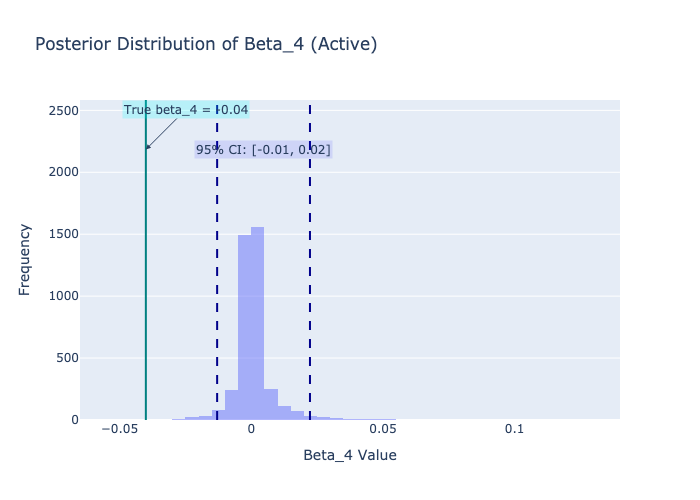 Posterior Distribution of Beta_4 (Active)
True beta_4 = -0.04
95% CI: [-0.01, 0.02]
2500
2000
1500
1000
500
0
Frequency
−0.05
0
0.05
0.1
Beta_4 Value